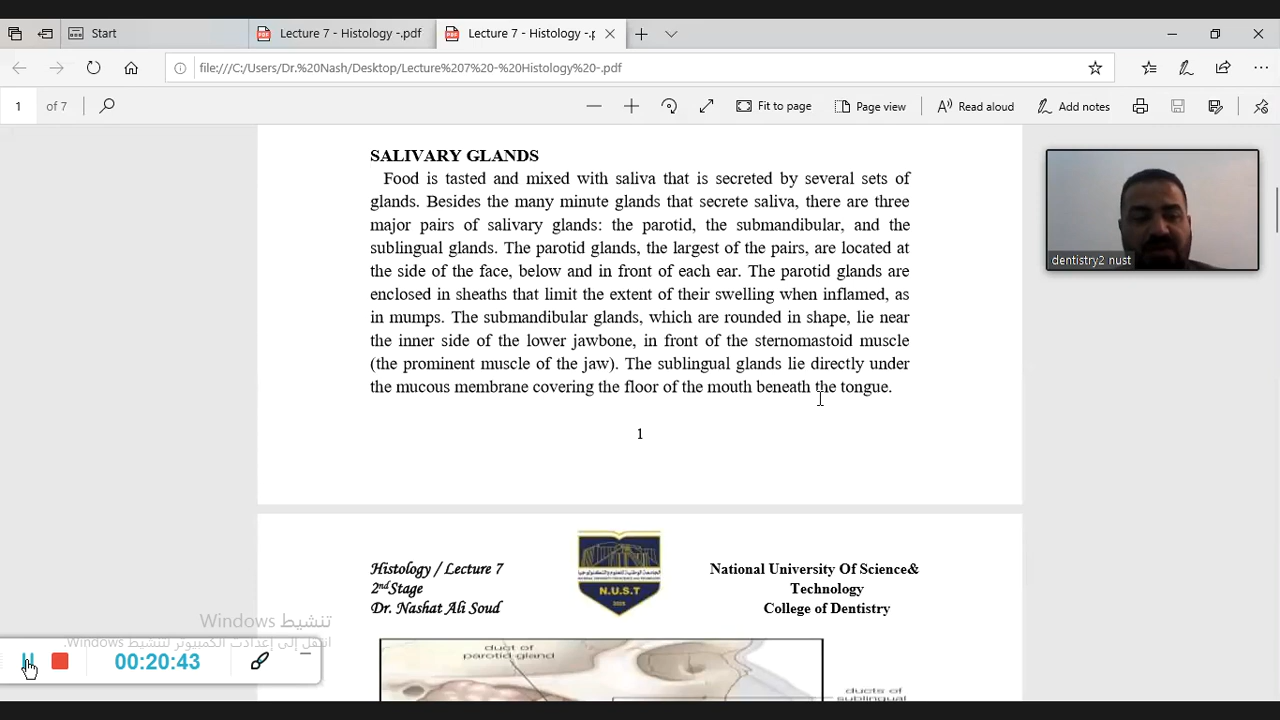 Start
Lecture 7 - Histology -.pdf
Lecture 7 - Histology -.p
file:///C:/Users/Dr.%20Nash/Desktop/Lecture%207%20-%20Histology%20-.pdf
1 of 7
Fit to page
Page view
Read aloud
Add notes
SALIVARY GLANDS
Food is tasted and mixed with saliva that is secreted by several sets of
glands. Besides the many minute glands that secrete saliva, there are three
major pairs of salivary glands: the parotid, the submandibular, and the
sublingual glands. The parotid glands, the largest of the pairs, are located at
the side of the face, below and in front of each ear. The parotid glands are
enclosed in sheaths that limit the extent of their swelling when inflamed, as
in mumps. The submandibular glands, which are rounded in shape, lie near
the inner side of the lower jawbone, in front of the sternomastoid muscle
(the prominent muscle of the jaw). The sublingual glands lie directly under
the mucous membrane covering the floor of the mouth beneath the tongue.
1
dentistry2 nust
Histology / Lecture 7
2nd Stage
Dr. Nashat Ali Soud
N.U.S.T
National University Of Science&
Technology
College of Dentistry
تنشيط Windows
انتقل إلى إعدادات الكمبيوتر لتنشيط Windows.
00:20:43
duct of
parotid gland
ducts of
sublingual